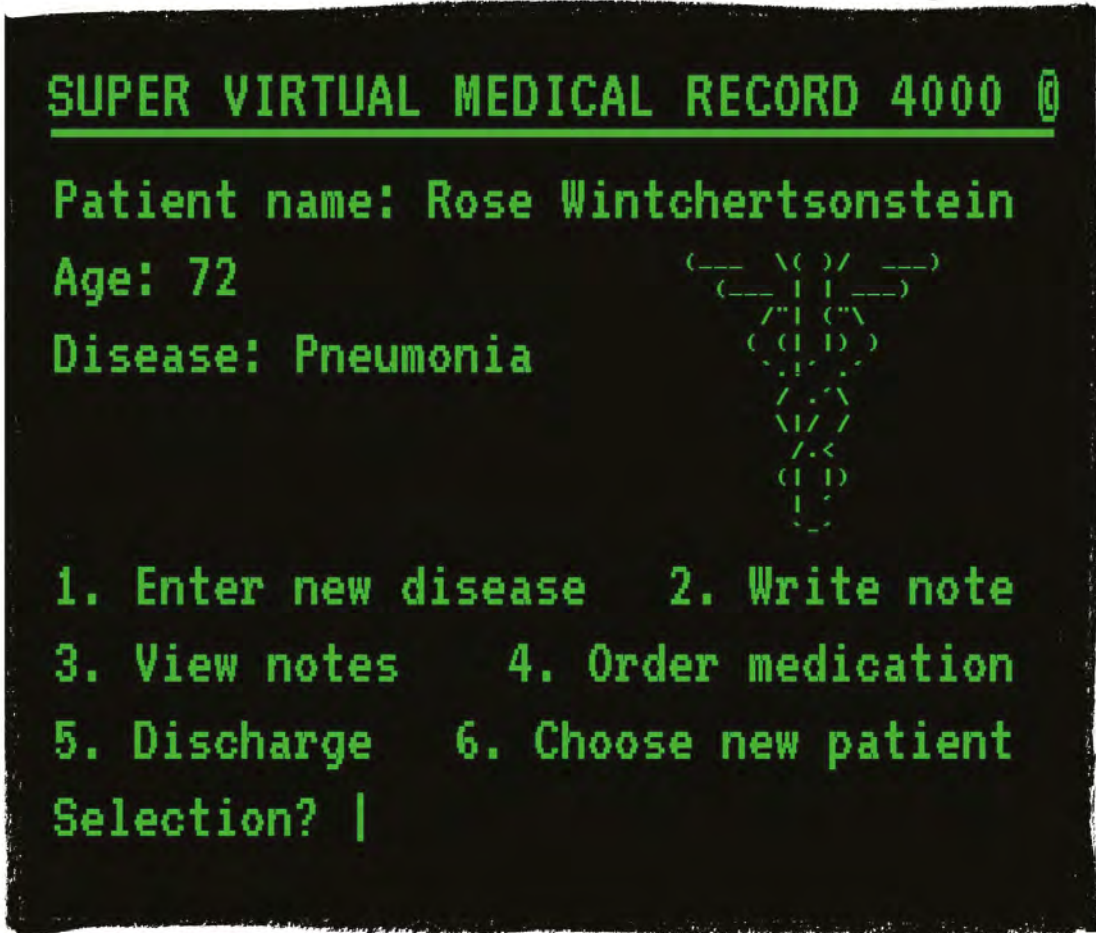 SUPER VIRTUAL MEDICAL RECORD 4000 ©
Patient name: Rose Wintchertsonstein
Age: 72
Disease: Pneumonia
1. Enter new disease 2. Write note
3. View notes 4. Order medication
5. Discharge 6. Choose new patient
Selection? |